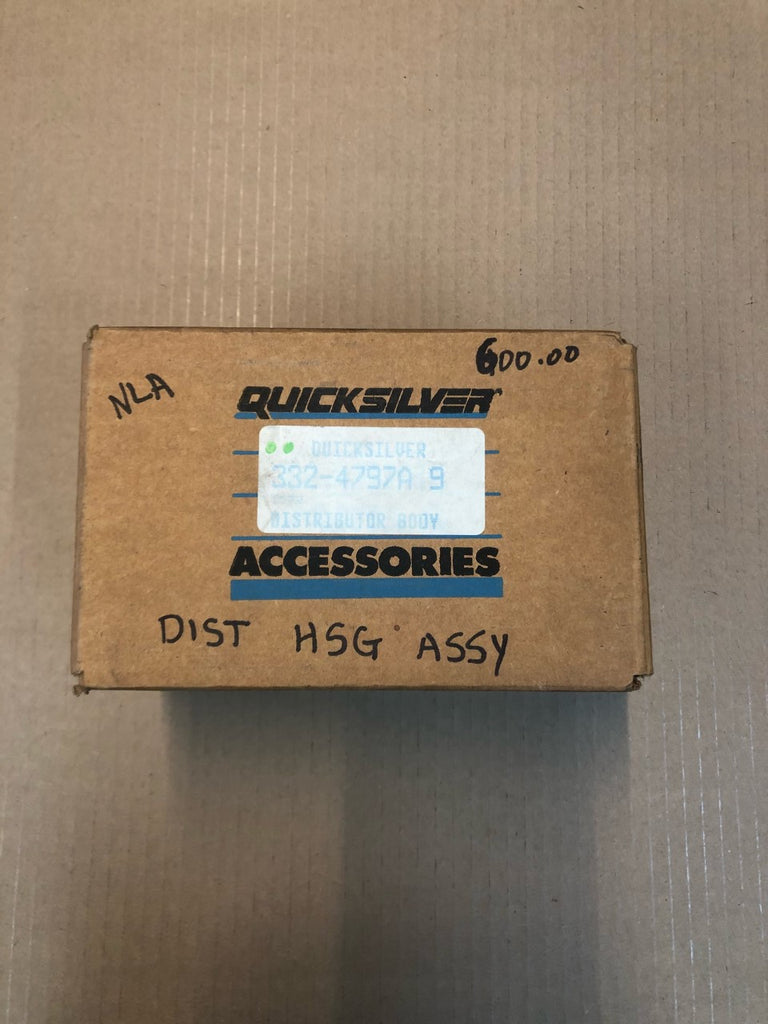 600.00
NLA
QUICKSILVER
QUICKSILVER
332-4797A 9
DISTRIBUTOR BODY
ACCESSORIES
DIST HSG ASSY